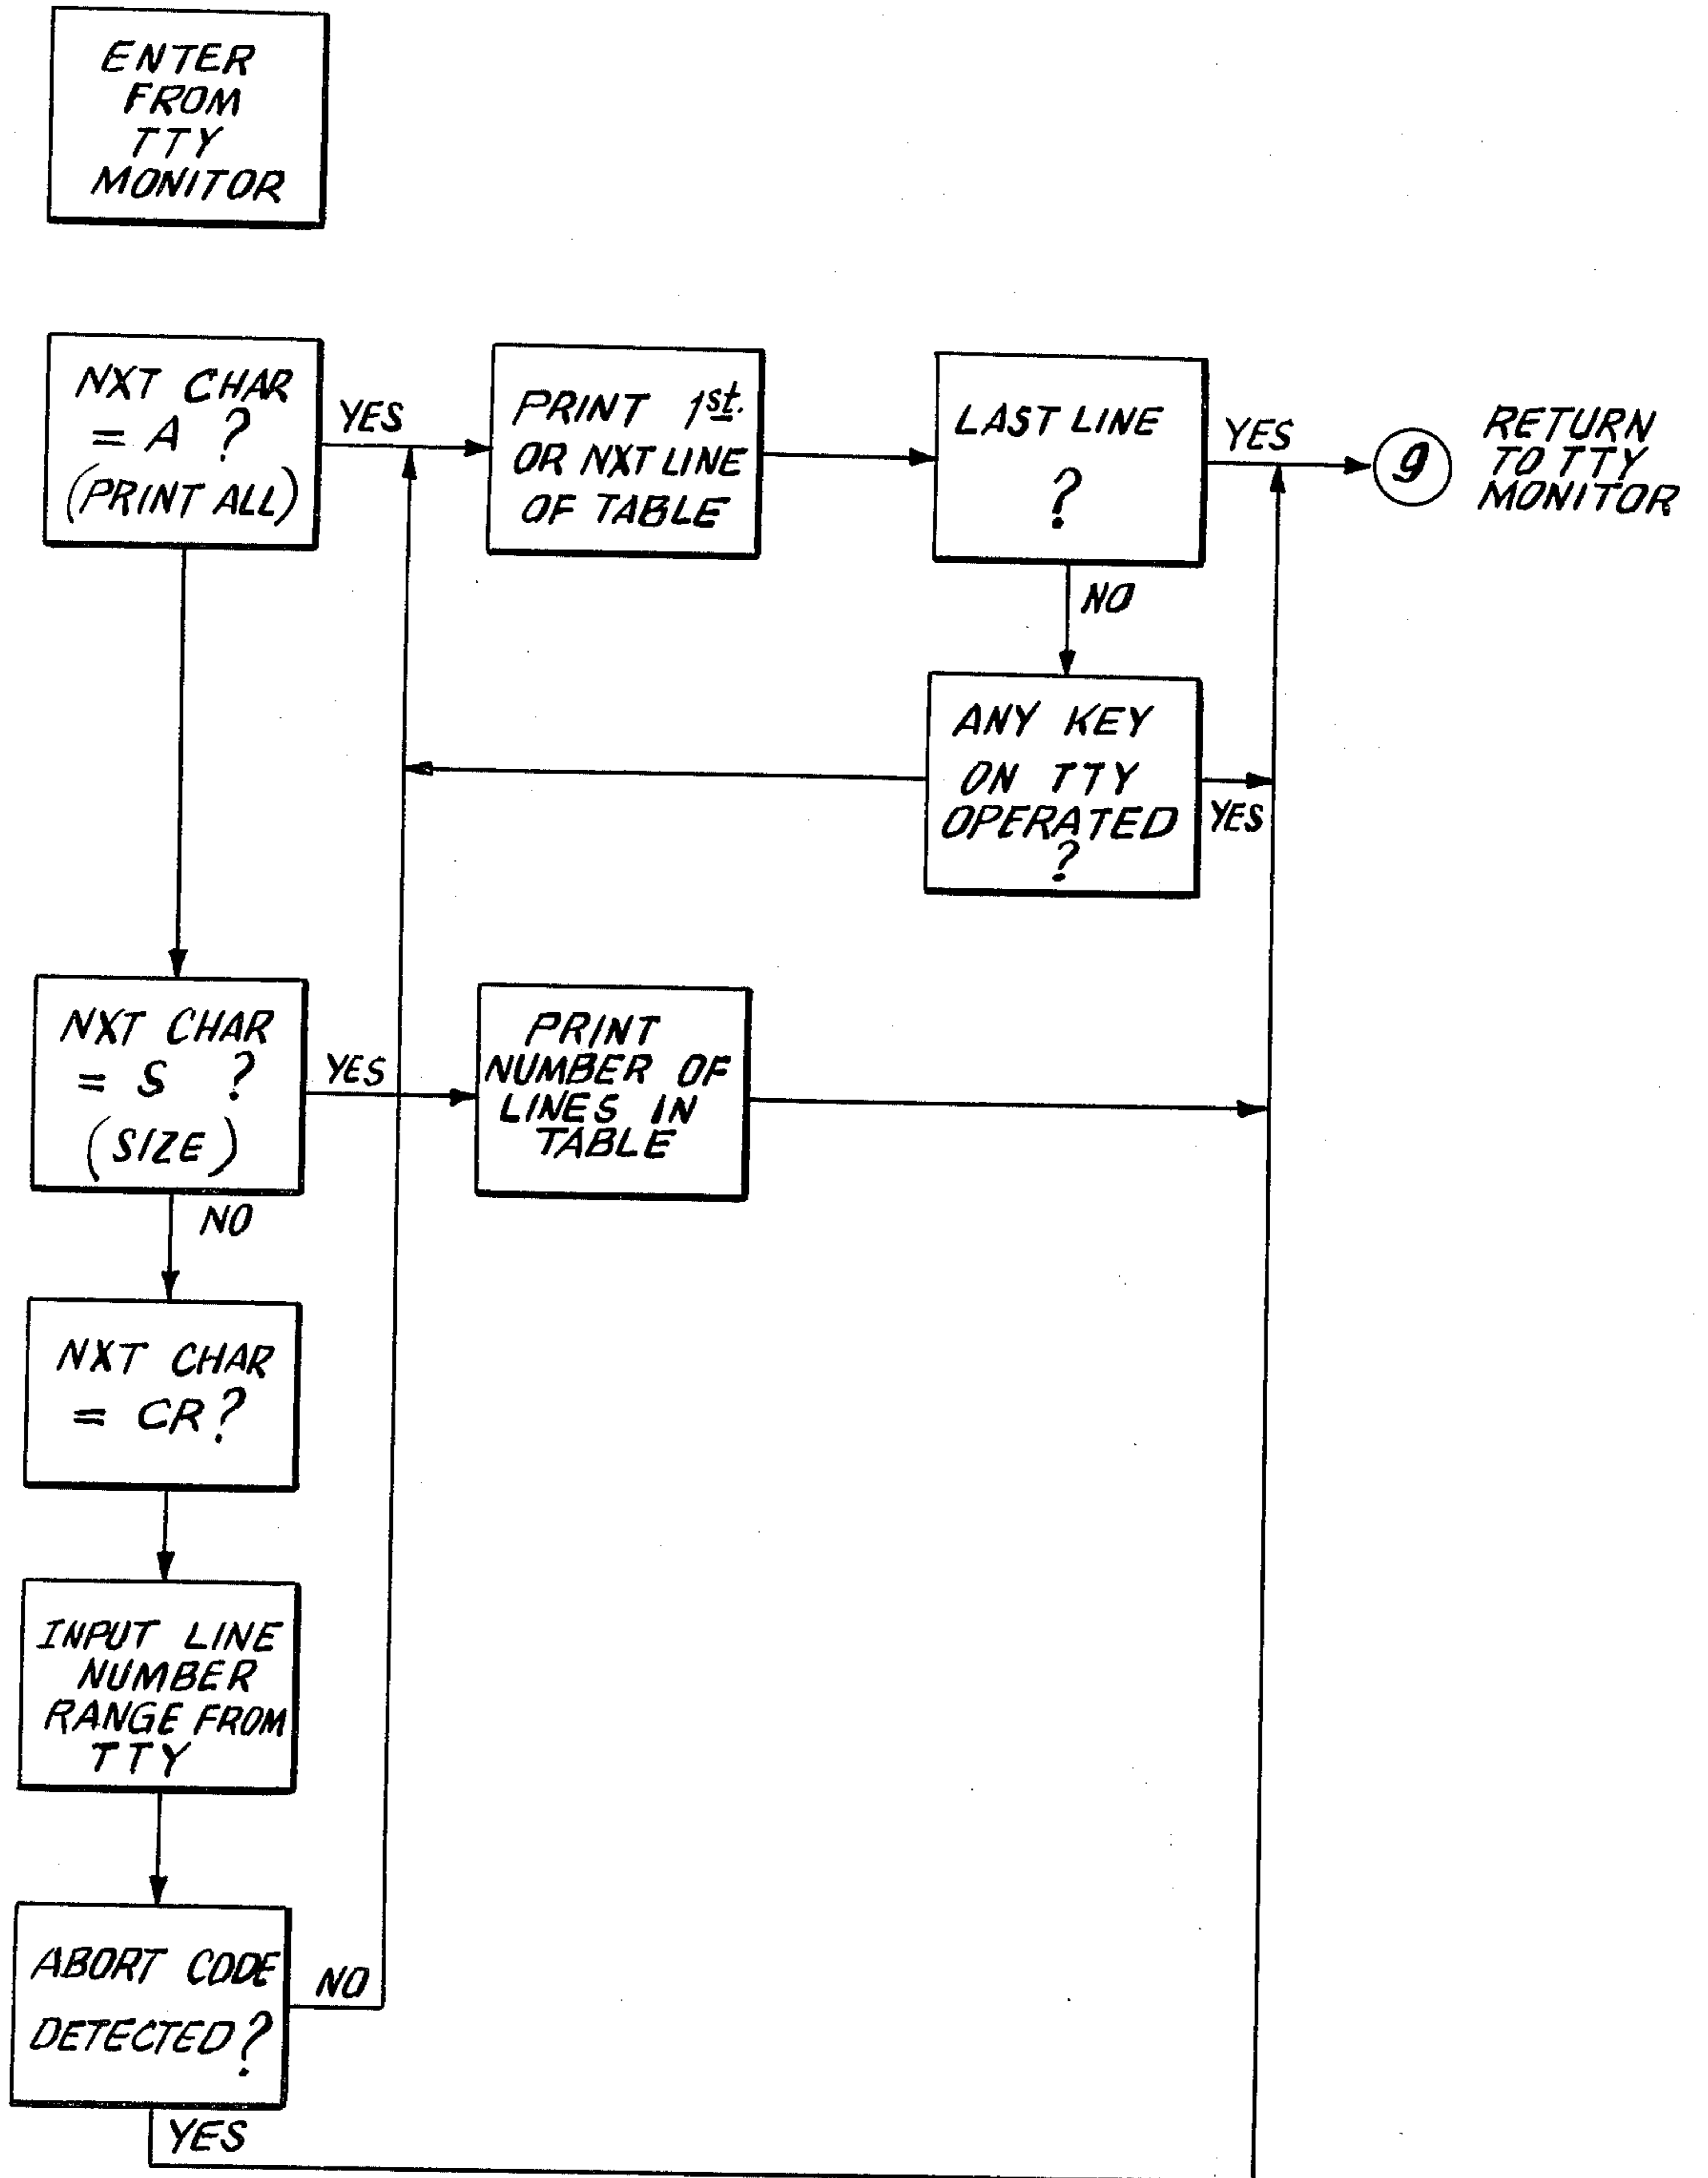 ENTER
FROM
TTY
MONITOR
NXT CHAR
= A ?
(PRINT ALL)
YES
PRINT 1st.
OR NXT LINE
OF TABLE
LAST LINE
?
YES
9
RETURN
TO TTY
MONITOR
NO
ANY KEY
ON TTY
OPERATED
?
YES
NXT CHAR
= S ?
(SIZE)
YES
PRINT
NUMBER OF
LINES IN
TABLE
NO
NXT CHAR
= CR?
INPUT LINE
NUMBER
RANGE FROM
TTY
ABORT CODE
DETECTED?
NO
YES